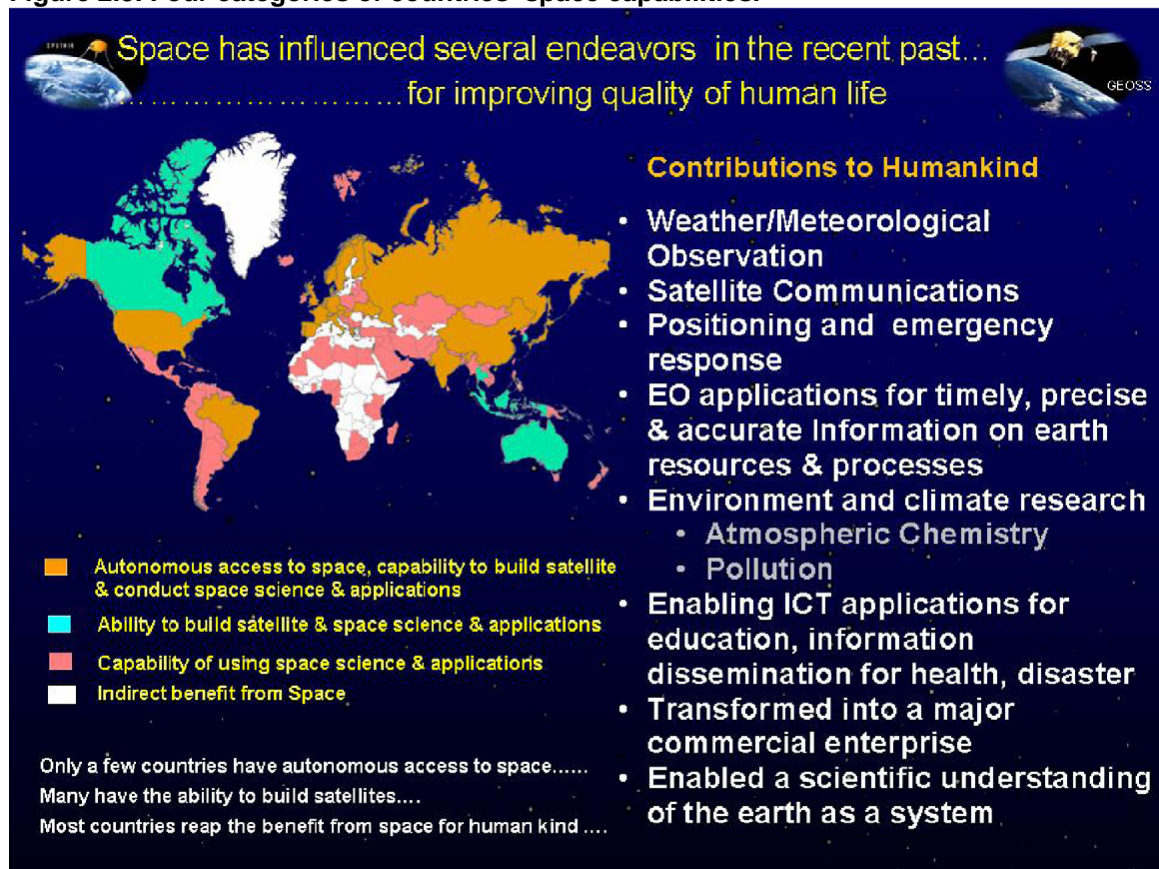 Space has influenced several endeavors in the recent past...
……………………… for improving quality of human life
SPUTNIK
GEOSS
Contributions to Humankind
• Weather/Meteorological
Observation
• Satellite Communications
• Positioning and emergency
response
• EO applications for timely, precise
& accurate Information on earth
resources & processes
• Environment and climate research
• Atmospheric Chemistry
• Pollution
• Enabling ICT applications for
education, information
dissemination for health, disaster
• Transformed into a major
commercial enterprise
• Enabled a scientific understanding
of the earth as a system
Autonomous access to space, capability to build satellite
& conduct space science & applications
Ability to build satellite & space science & applications
Capability of using space science & applications
Indirect benefit from Space
Only a few countries have autonomous access to space......
Many have the ability to build satellites....
Most countries reap the benefit from space for human kind ....